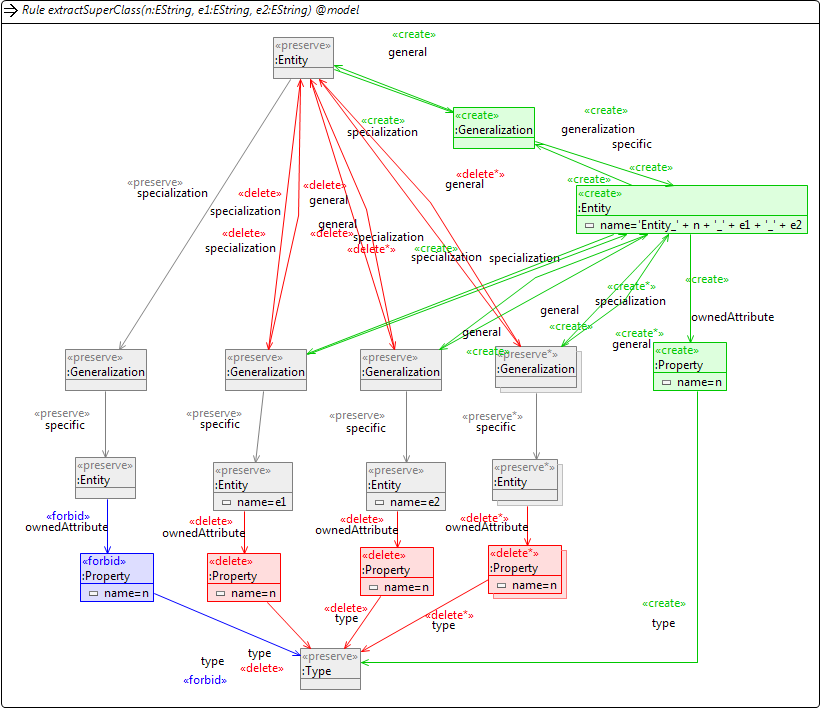 Rule extractSuperClass(n:EString, e1:EString, e2:EString) @model
«create»
general
«preserve»
:Entity
«create»
:Generalization
«create»
generalization
specific
«create»
specialization
«create»
«delete*»
general
«create»
«preserve»
specialization
«delete»
specialization
«delete»
general
«create»
:Entity
name='Entity_' + n + '_' + e1 + '_' + e2
general
«delete»
specialization
«delete»
specialization
«delete*»
«create»
specialization
specialization
«create»
«create*»
specialization
general
ownedAttribute
«create»
general
«create*»
general
«create»
«preserve»
:Generalization
«preserve»
:Generalization
«preserve»
:Generalization
«preserve*»
:Generalization
«create»
:Property
name=n
«preserve»
specific
«preserve»
specific
«preserve»
specific
«preserve*»
specific
«preserve»
:Entity
«preserve»
:Entity
name=e1
«preserve»
:Entity
name=e2
«preserve*»
:Entity
«forbid»
ownedAttribute
«delete»
ownedAttribute
«delete»
ownedAttribute
«delete*»
ownedAttribute
«forbid»
:Property
name=n
«delete»
:Property
name=n
«delete»
:Property
name=n
«delete*»
:Property
name=n
«delete»
type
«delete*»
type
«create»
type
type
«forbid»
type
«delete»
«preserve»
:Type